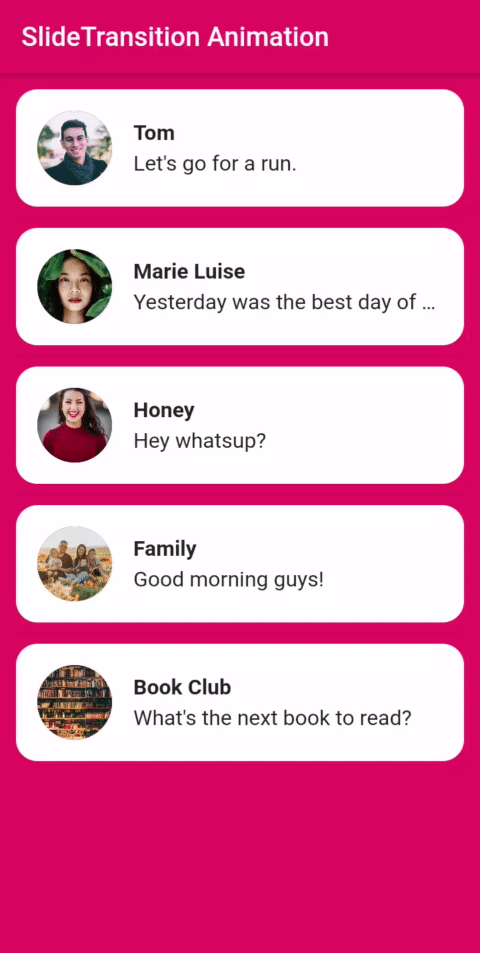 SlideTransition Animation
Tom
Let's go for a run.
Marie Luise
Yesterday was the best day of ...
Honey
Hey whatsup?
Family
Good morning guys!
Book Club
What's the next book to read?